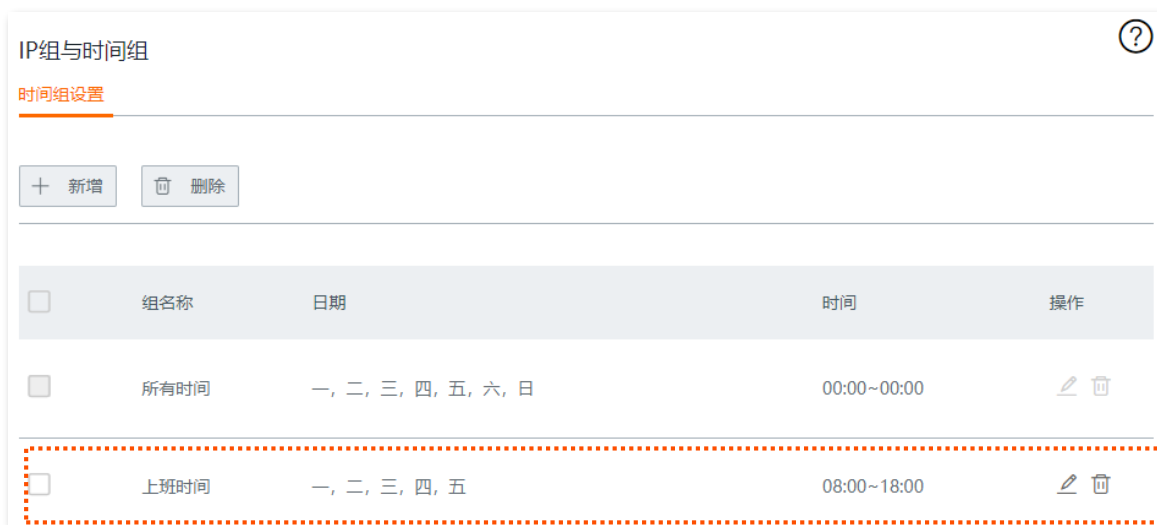 IP组与时间组
?
时间组设置
新增 删除
组名称 日期 时间 操作
所有时间 一, 二, 三, 四, 五, 六, 日 00:00~00:00
上班时间 一, 二, 三, 四, 五 08:00~18:00